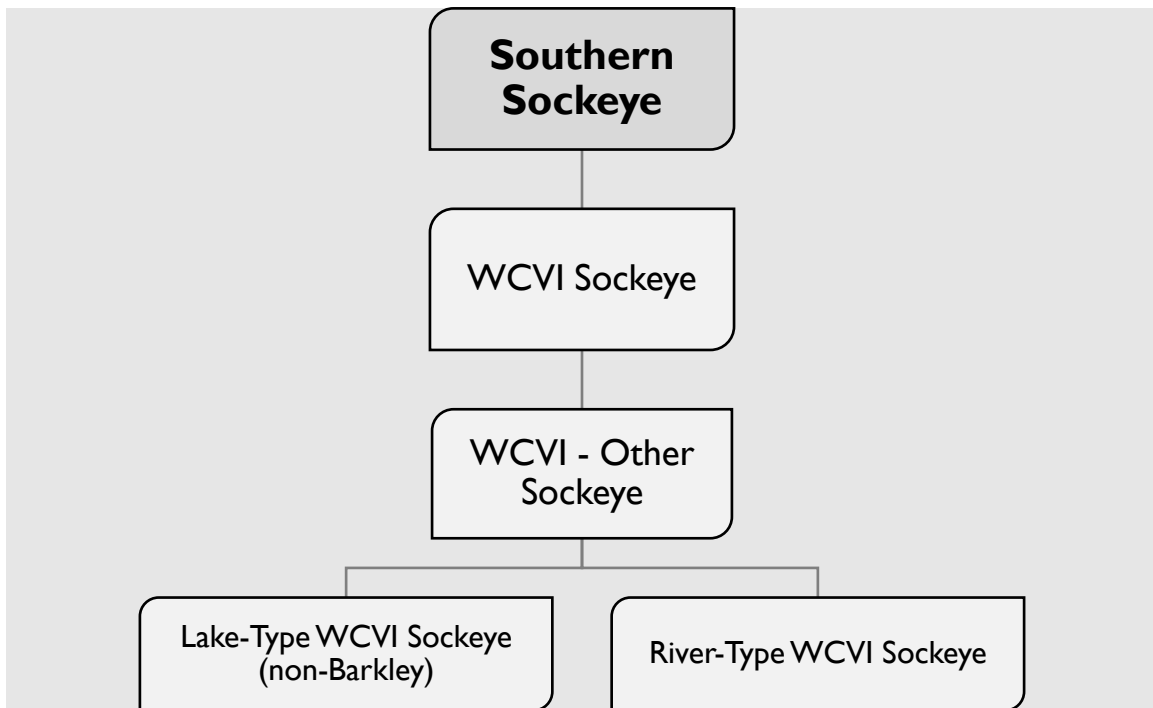 Southern
Sockeye
WCVI Sockeye
WCVI - Other
Sockeye
Lake-Type WCVI Sockeye
(non-Barkley)
River-Type WCVI Sockeye